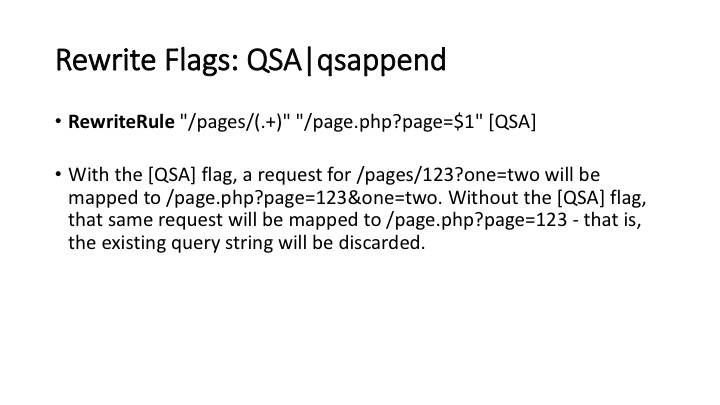 Rewrite Flags: QSA|qsappend
• RewriteRule "/pages/(.+)" "/page.php?page=$1" [QSA]
• With the [QSA] flag, a request for /pages/123?one=two will be
mapped to /page.php?page=123&one=two. Without the [QSA] flag,
that same request will be mapped to /page.php?page=123 - that is,
the existing query string will be discarded.